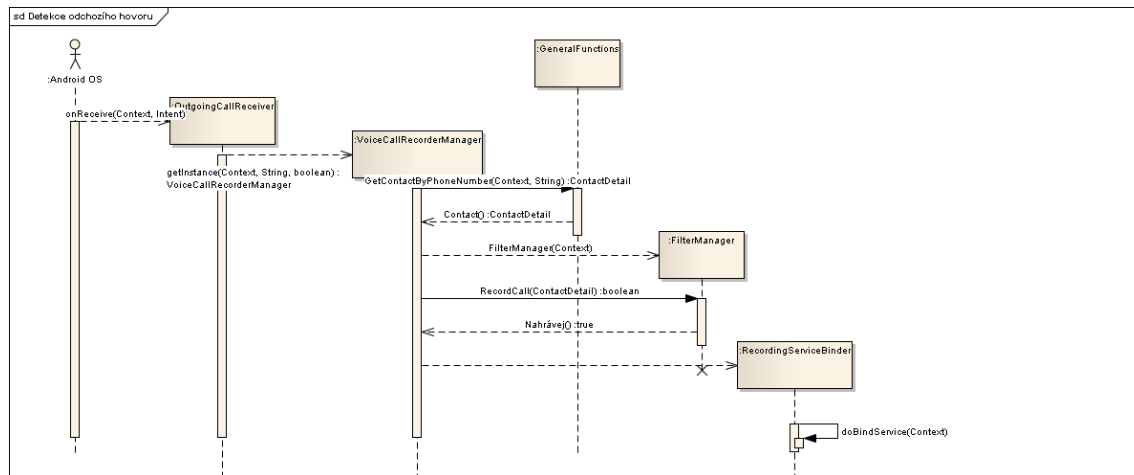 sd Detekce odchozího hovoru
:GeneralFunctions
:Android OS
:OutgoingCallReceiver
onReceive(Context, Intent)
:VoiceCallRecorderManager
getInstance(Context, String, boolean) :
VoiceCallRecorderManager
GetContactByPhoneNumber(Context, String) :ContactDetail
Contact() :ContactDetail
:FilterManager
FilterManager(Context)
RecordCall(ContactDetail) :boolean
Nahrávej() :true
:RecordingServiceBinder
doBindService(Context)